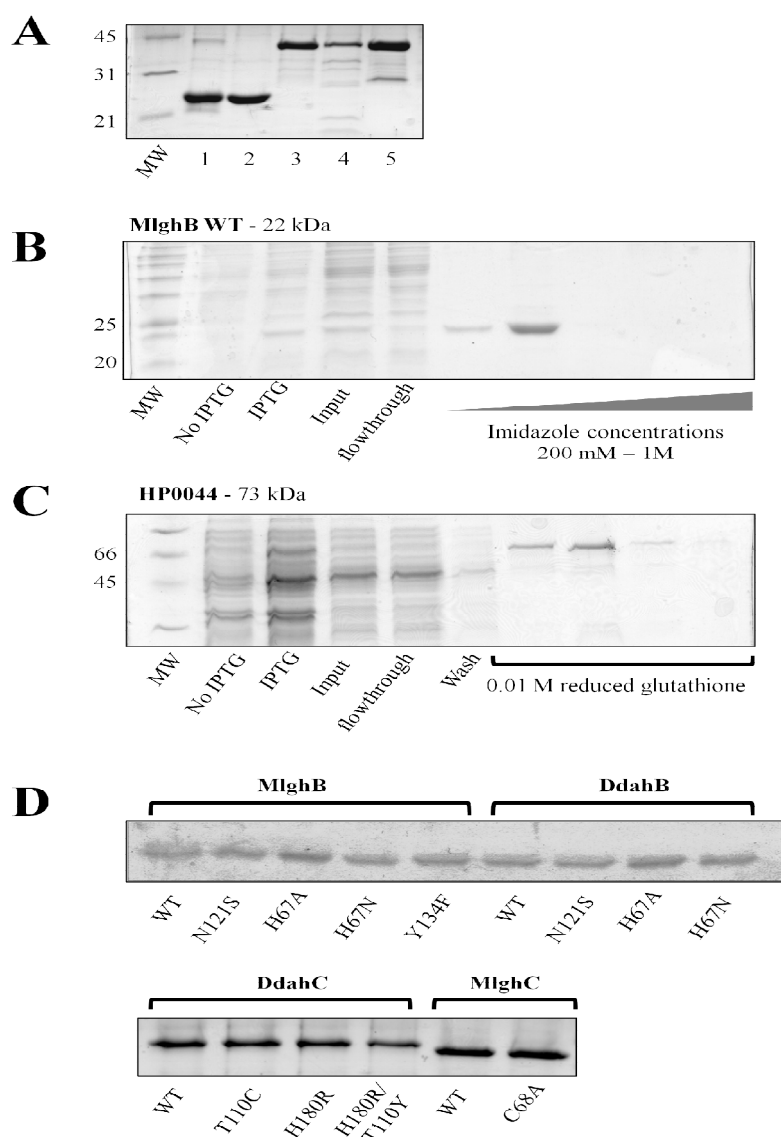 A
45
31
21
MW
1
2
3
4
5
B
MlghB WT - 22 kDa
25
20
MW
No IPTG
IPTG
Input
flowthrough
Imidazole concentrations
200 mM – 1M
C
HP0044 - 73 kDa
66
45
MW
No IPTG
IPTG
Input
flowthrough
Wash
0.01 M reduced glutathione
D
MlghB
DdahB
WT
N121S
H67A
H67N
Y134F
WT
N121S
H67A
H67N
DdahC
MlghC
WT
T110C
H180R
H180R/
T110Y
WT
C68A